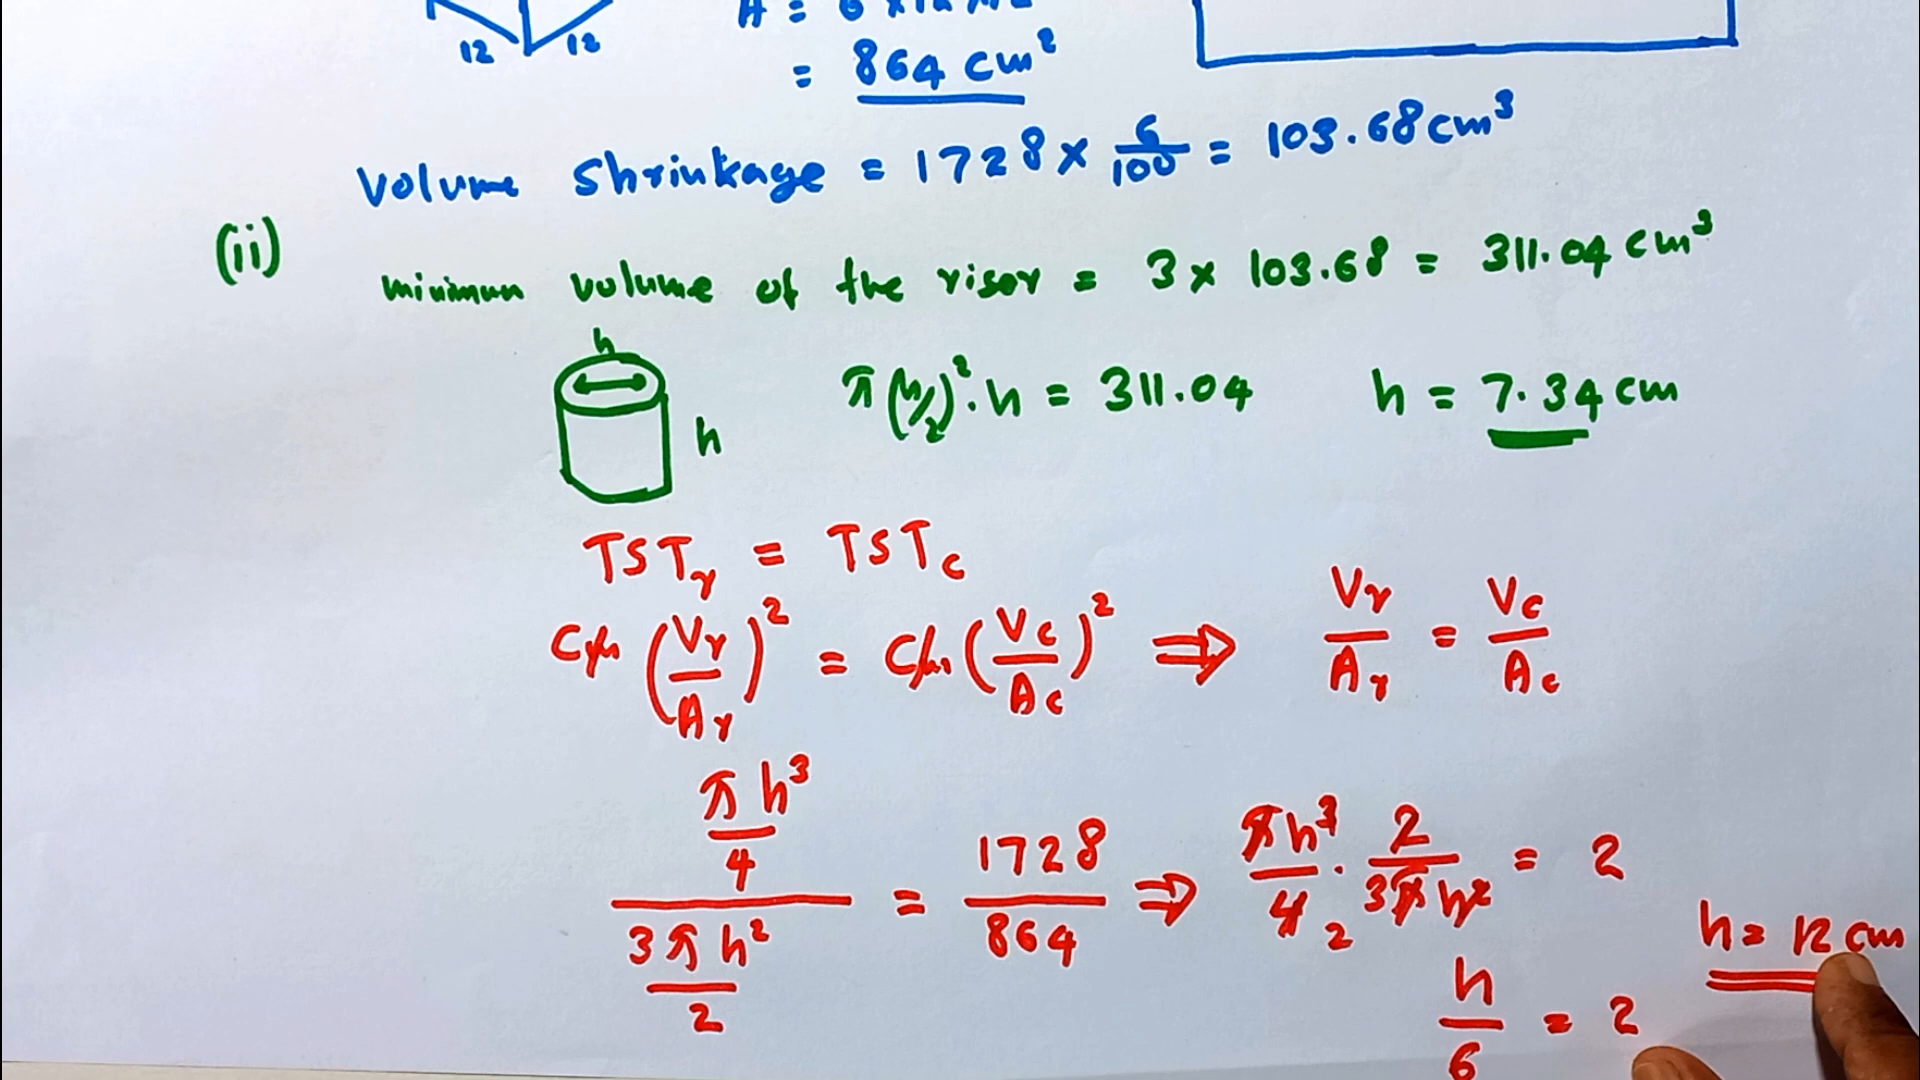 12 12
= 864 cm²
Volume shrinkage = 1728 × 6/100 = 103.68 cm³
(ii)
minimun volume of the riser = 3 × 103.68 = 311.04 cm³
h
h
π(h/2)².h = 311.04 h = 7.34 cm
TST_r = TST_c
(V_r/A_r)² = (V_c/A_c)² ⇒ V_r/A_r = V_c/A_c
(πh³/4)/(3πh²/2) = 1728/864 ⇒ πh³/4 2 . 2/3πh² = 2
h = 12 cm
h/6 = 2